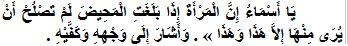 يَا أَسْمَاءُ إِنَّ الْمَرْأَةَ إِذَا بَلَغَتِ الْمَحِيضَ لَمْ تَصْلُحْ أَنْ
يُرَى مِنْهَا إِلاَّ هَذَا وَهَذَا » . وَأَشَارَ إِلَى وَجْهِهِ وَكَفَّيْهِ .